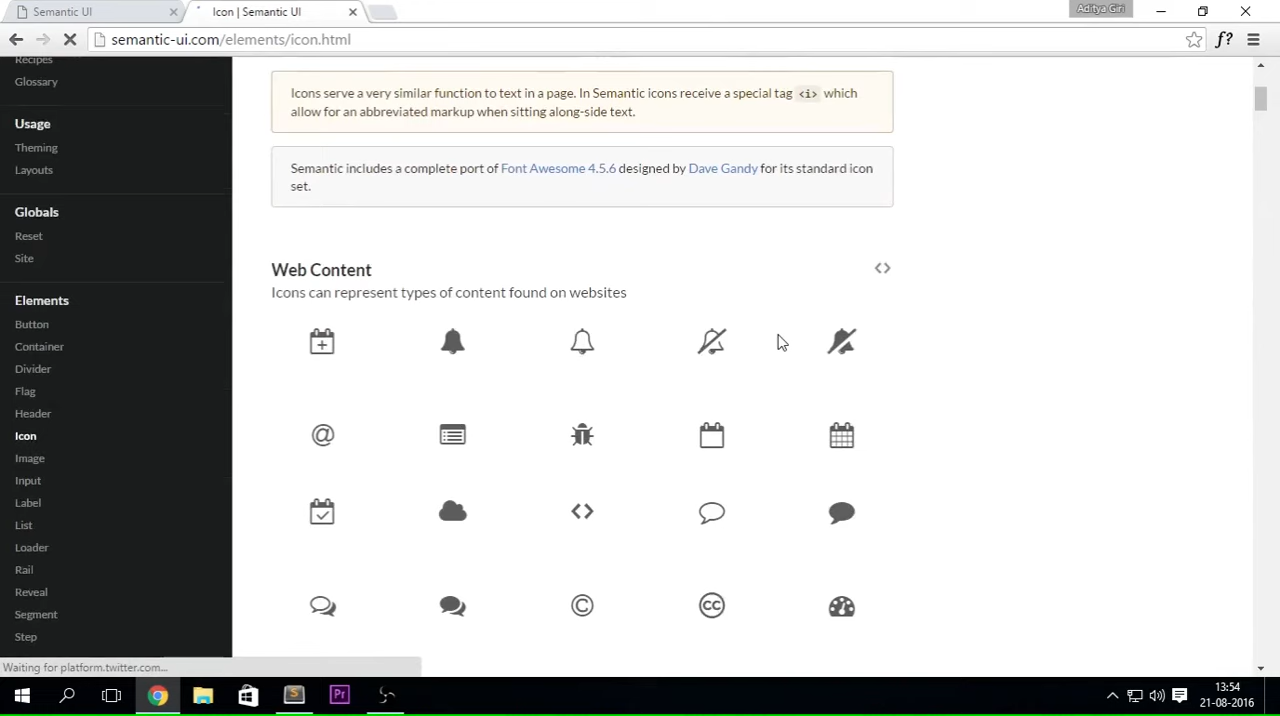 Semantic UI
Icon | Semantic UI
Aditya Giri
semantic-ui.com/elements/icon.html
f?
Recipes
Glossary
Usage
Theming
Layouts
Globals
Reset
Site
Elements
Button
Container
Divider
Flag
Header
Icon
Image
Input
Label
List
Loader
Rail
Reveal
Segment
Step
Icons serve a very similar function to text in a page. In Semantic icons receive a special tag <i> which
allow for an abbreviated markup when sitting along-side text.
Semantic includes a complete port of Font Awesome 4.5.6 designed by Dave Gandy for its standard icon
set.
Web Content
Icons can represent types of content found on websites
Waiting for platform.twitter.com...
13:54
21-08-2016